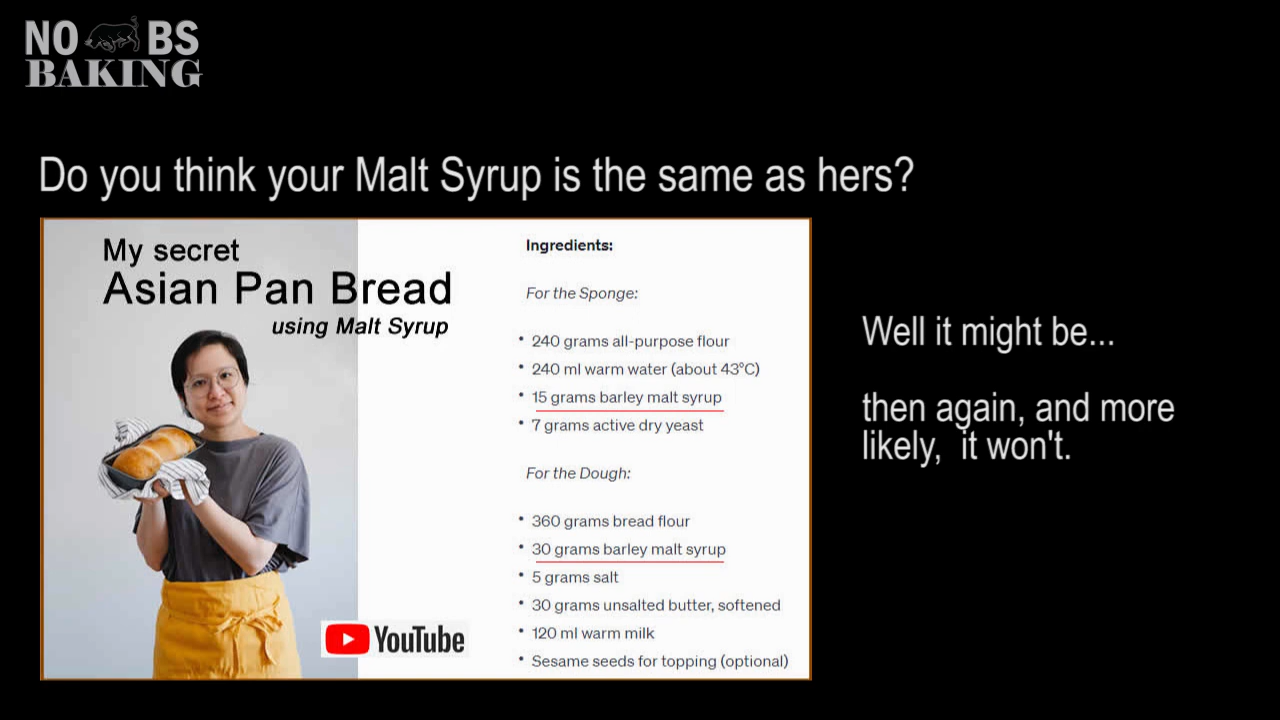 NO BS
BAKING
Do you think your Malt Syrup is the same as hers?
My secret
Asian Pan Bread
using Malt Syrup
YouTube
Ingredients:
For the Sponge:
• 240 grams all-purpose flour
• 240 ml warm water (about 43°C)
• 15 grams barley malt syrup
• 7 grams active dry yeast
For the Dough:
• 360 grams bread flour
• 30 grams barley malt syrup
• 5 grams salt
• 30 grams unsalted butter, softened
• 120 ml warm milk
• Sesame seeds for topping (optional)
Well it might be...
then again, and more
likely, it won't.